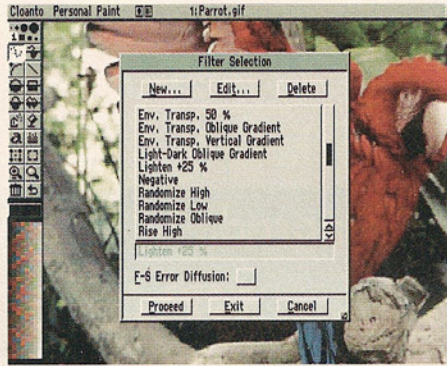 Cloanto Personal Paint 1:Parrot.gif
Filter Selection
New... Edit... Delete
Env. Transp. 50 %
Env. Transp. Oblique Gradient
Env. Transp. Vertical Gradient
Light-Dark Oblique Gradient
Lighten +25 %
Negative
Randomize High
Randomize Low
Randomize Oblique
Rise High
Lighten +25 %
F-S Error Diffusion:
Proceed Exit Cancel